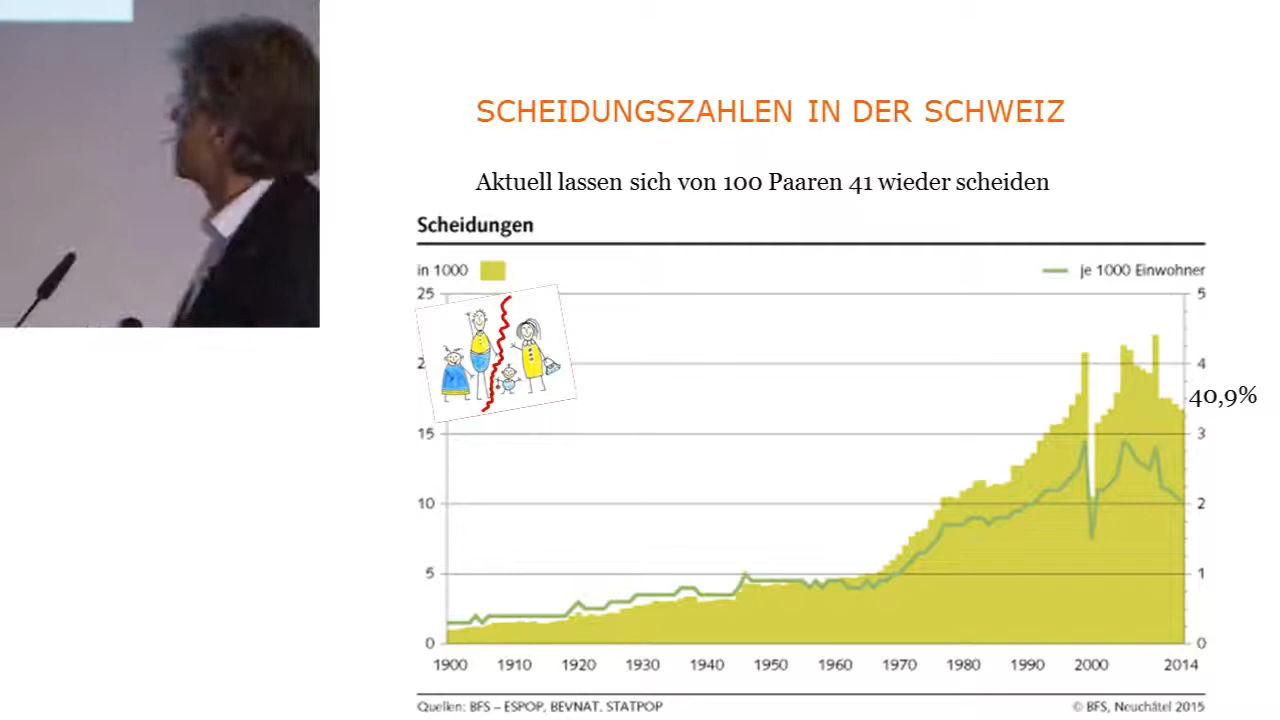 SCHEIDUNGSZAHLEN IN DER SCHWEIZ
Aktuell lassen sich von 100 Paaren 41 wieder scheiden
Scheidungen
in 1000
je 1000 Einwohner
25
5
2
4
40,9%
15
3
10
2
5
1
0
0
1900 1910 1920 1930 1940 1950 1960 1970 1980 1990 2000 2014
Quellen: BFS – ESPOP, BEVNAT, STATPOP
© BFS, Neuchâtel 2015